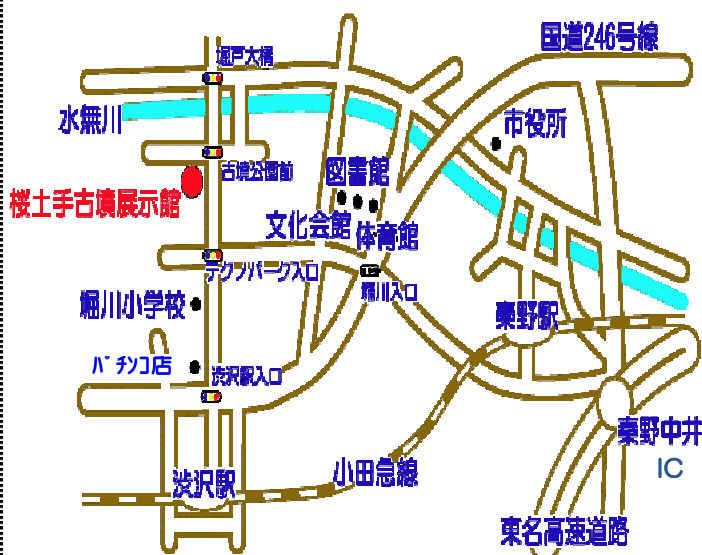 国道246号線
堀戸大橋
水無川
市役所
古墳公園前
図書館
桜土手古墳展示館
文化会館
体育館
テクノパーク入口
堀川入口
堀川小学校
秦野駅
パチンコ店
渋沢駅入口
秦野中井
IC
小田急線
渋沢駅
東名高速道路